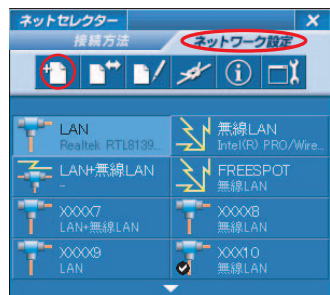 ネットセレクター
接続方法 ネットワーク設定
LAN 無線LAN
Realtek RTL8139... Intel(R) PRO/Wire...
LAN+無線LAN FREESPOT
- 無線LAN
XXXX7 XXXX8
LAN+無線LAN 無線LAN
XXXX9 XXX10
LAN 無線LAN